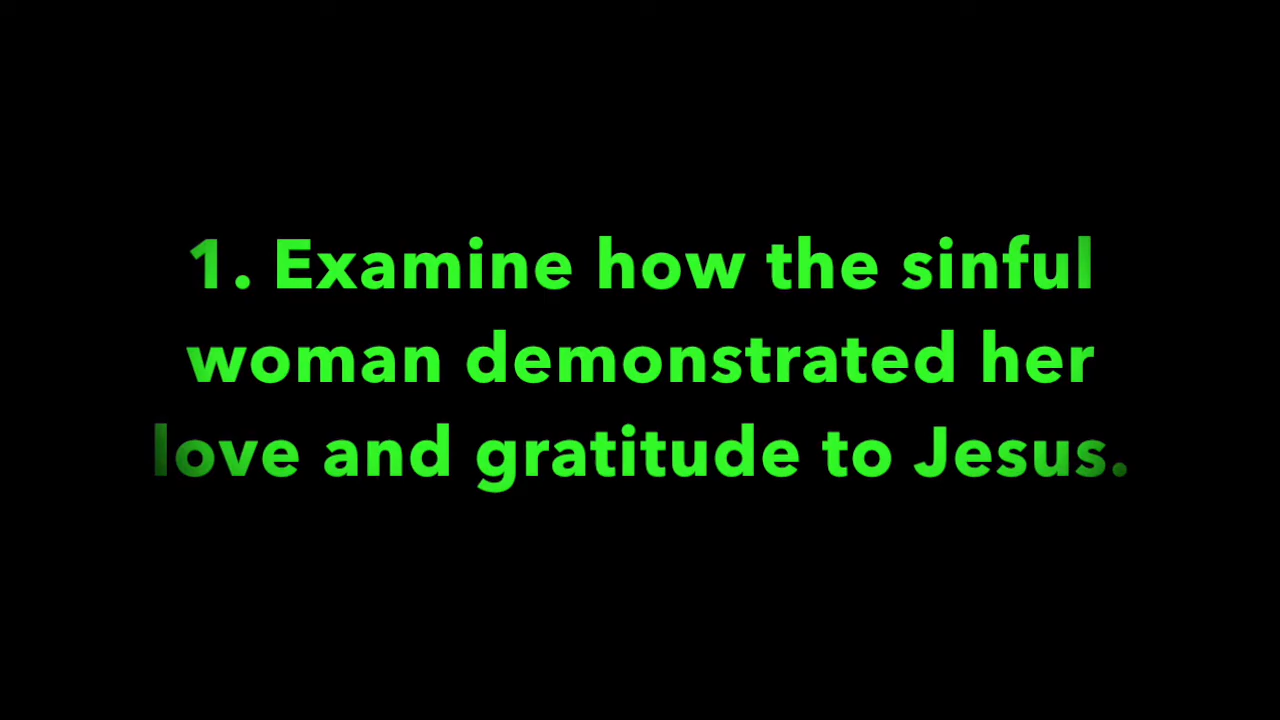 1. Examine how the sinful
woman demonstrated her
love and gratitude to Jesus.